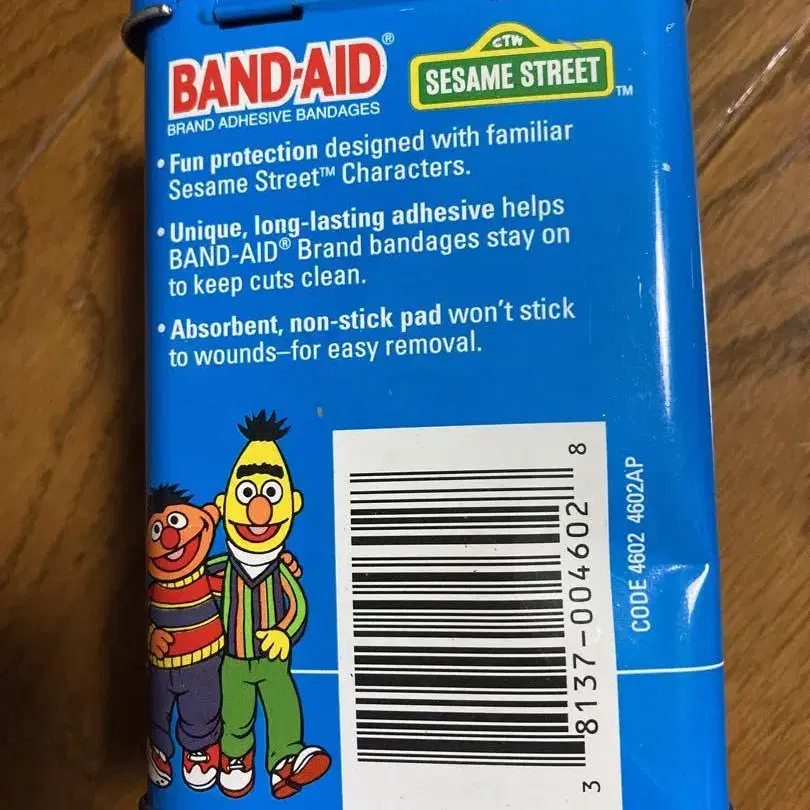 BAND-AID®
BRAND ADHESIVE BANDAGES
CTW
SESAME STREET™
• Fun protection designed with familiar
Sesame Street™ Characters.
• Unique, long-lasting adhesive helps
BAND-AID® Brand bandages stay on
to keep cuts clean.
• Absorbent, non-stick pad won't stick
to wounds–for easy removal.
3 8137-004602 8
CODE 4602 4602AP